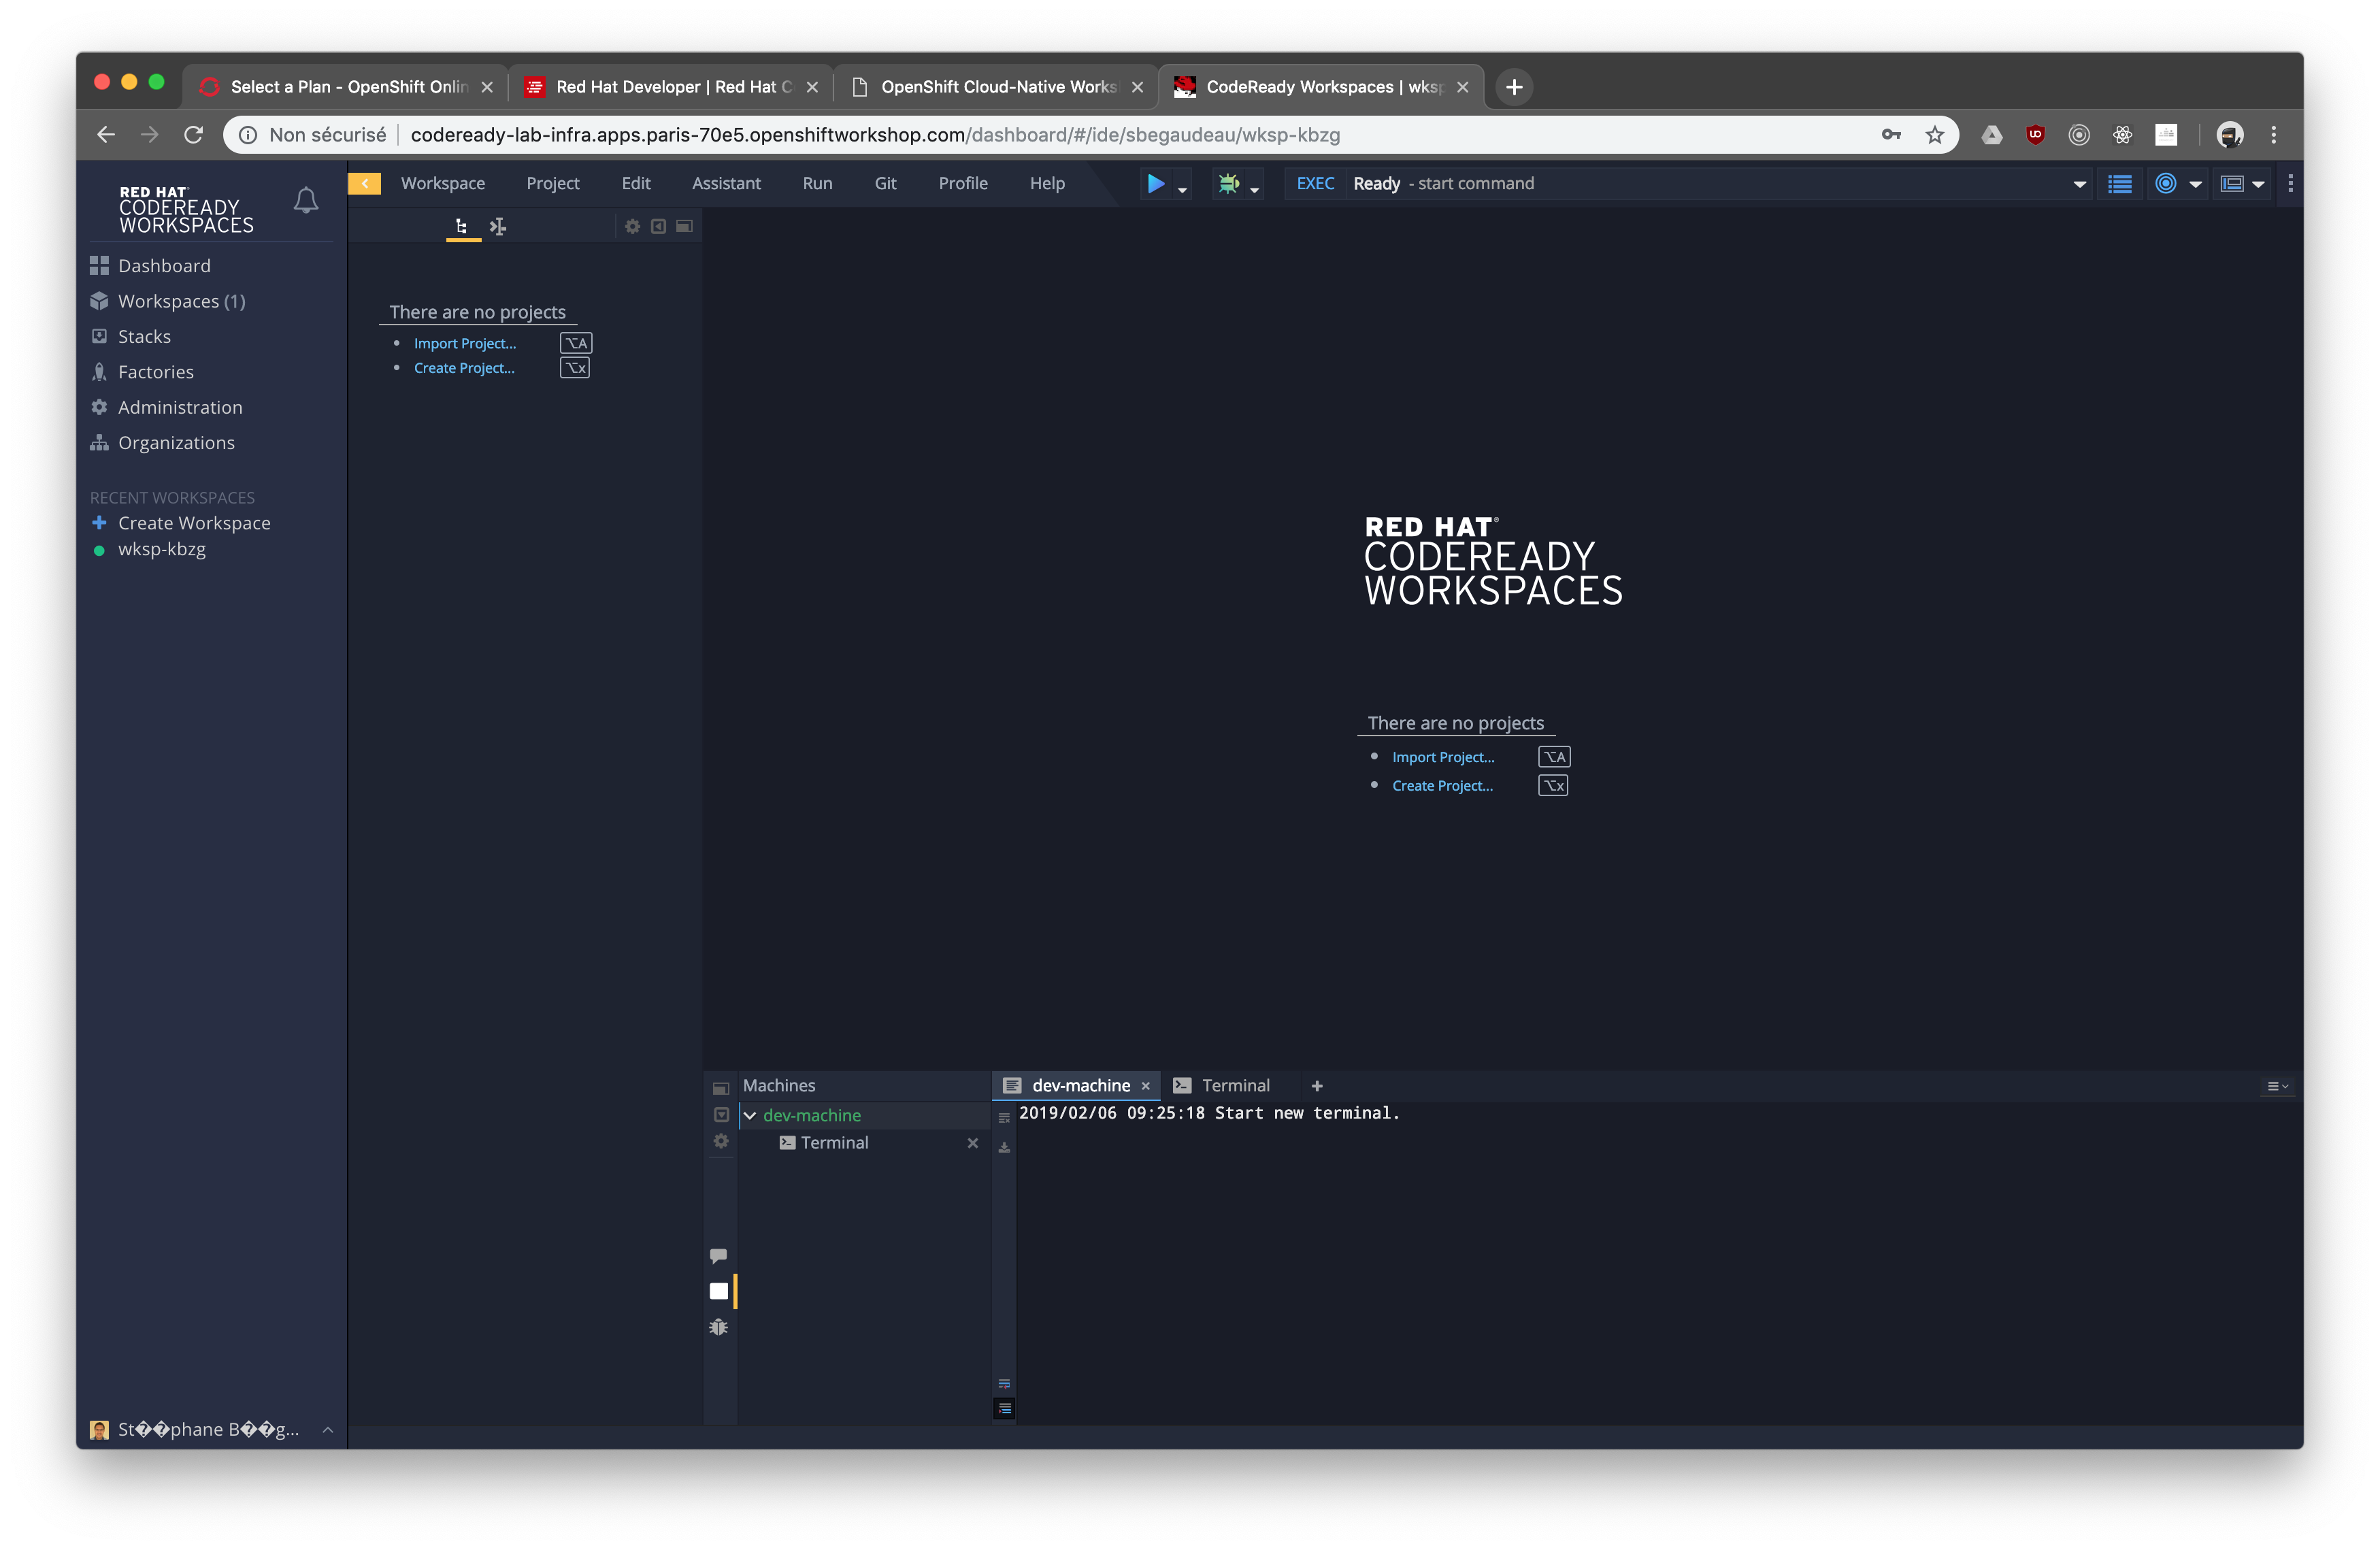 Select a Plan - OpenShift Onlin
Red Hat Developer | Red Hat C
OpenShift Cloud-Native Works
CodeReady Workspaces | wksp
Non sécurisé codeready-lab-infra.apps.paris-70e5.openshiftworkshop.com/dashboard/#/ide/sbegaudeau/wksp-kbzg
RED HAT®
CODEREADY
WORKSPACES
Dashboard
Workspaces (1)
Stacks
Factories
Administration
Organizations
RECENT WORKSPACES
Create Workspace
wksp-kbzg
St��phane B��g...
Workspace Project Edit Assistant Run Git Profile Help
EXEC Ready - start command
There are no projects
Import Project... ⌥A
Create Project... ⌥x
RED HAT®
CODEREADY
WORKSPACES
There are no projects
Import Project... ⌥A
Create Project... ⌥x
Machines
dev-machine
Terminal
dev-machine Terminal
2019/02/06 09:25:18 Start new terminal.